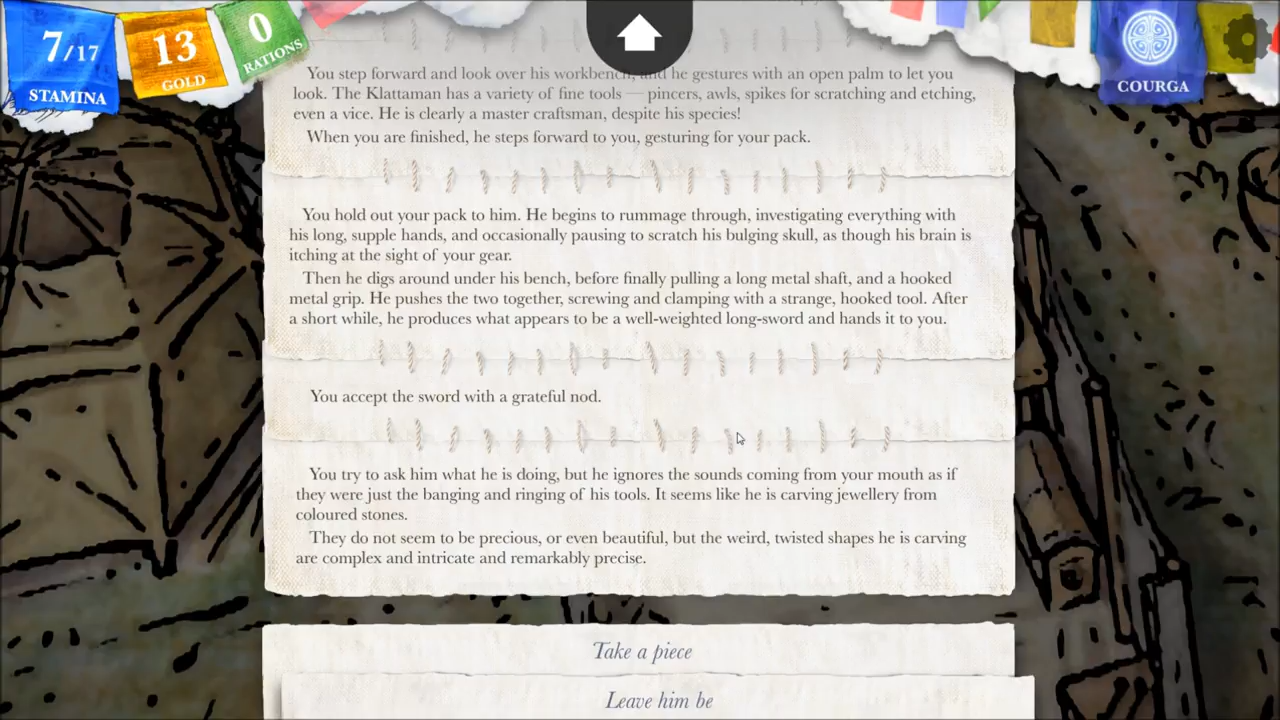 7/17
STAMINA
13
GOLD
0
RATIONS
COURGA
You step forward and look over his workbench, and he gestures with an open palm to let you
look. The Klattaman has a variety of fine tools — pincers, awls, spikes for scratching and etching,
even a vice. He is clearly a master craftsman, despite his species!
When you are finished, he steps forward to you, gesturing for your pack.
You hold out your pack to him. He begins to rummage through, investigating everything with
his long, supple hands, and occasionally pausing to scratch his bulging skull, as though his brain is
itching at the sight of your gear.
Then he digs around under his bench, before finally pulling a long metal shaft, and a hooked
metal grip. He pushes the two together, screwing and clamping with a strange, hooked tool. After
a short while, he produces what appears to be a well-weighted long-sword and hands it to you.
You accept the sword with a grateful nod.
You try to ask him what he is doing, but he ignores the sounds coming from your mouth as if
they were just the banging and ringing of his tools. It seems like he is carving jewellery from
coloured stones.
They do not seem to be precious, or even beautiful, but the weird, twisted shapes he is carving
are complex and intricate and remarkably precise.
Take a piece
Leave him be